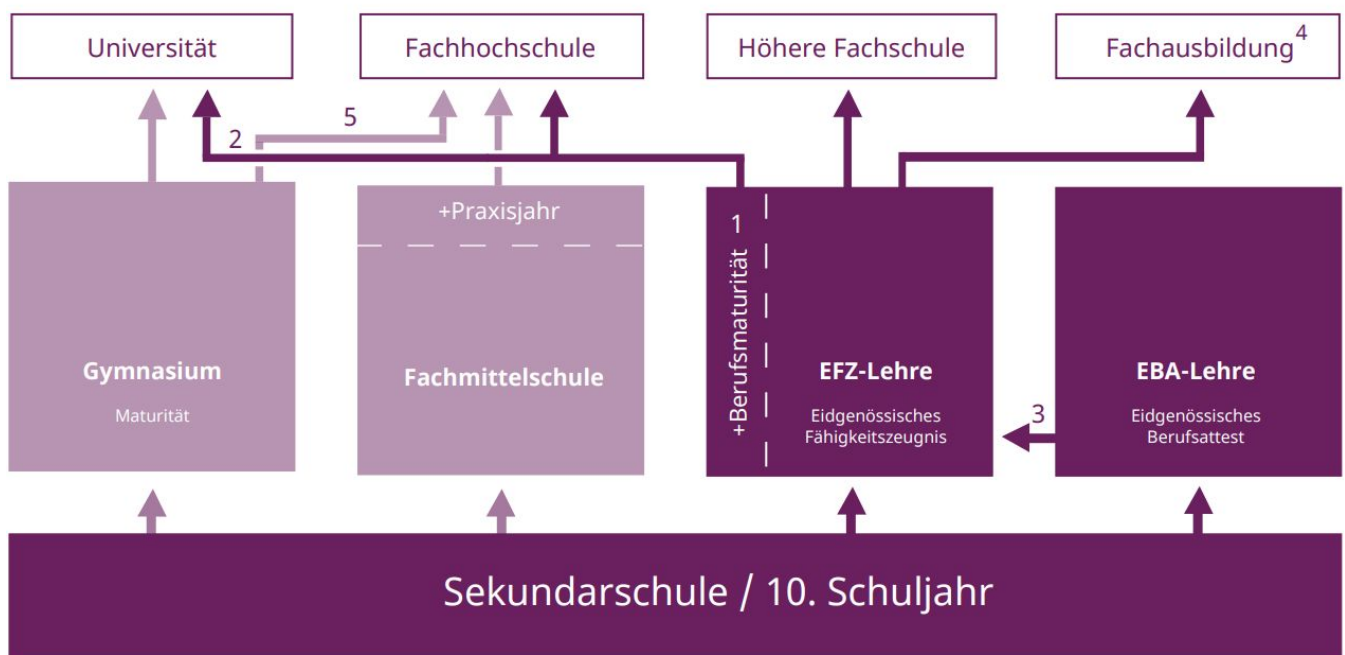 Universität
Fachhochschule
Höhere Fachschule
Fachausbildung4
5
2
+Praxisjahr
+Berufsmaturität 1
Gymnasium
Maturität
Fachmittelschule
EFZ-Lehre
Eidgenössisches
Fähigkeitszeugnis
3
EBA-Lehre
Eidgenössisches
Berufsattest
Sekundarschule / 10. Schuljahr